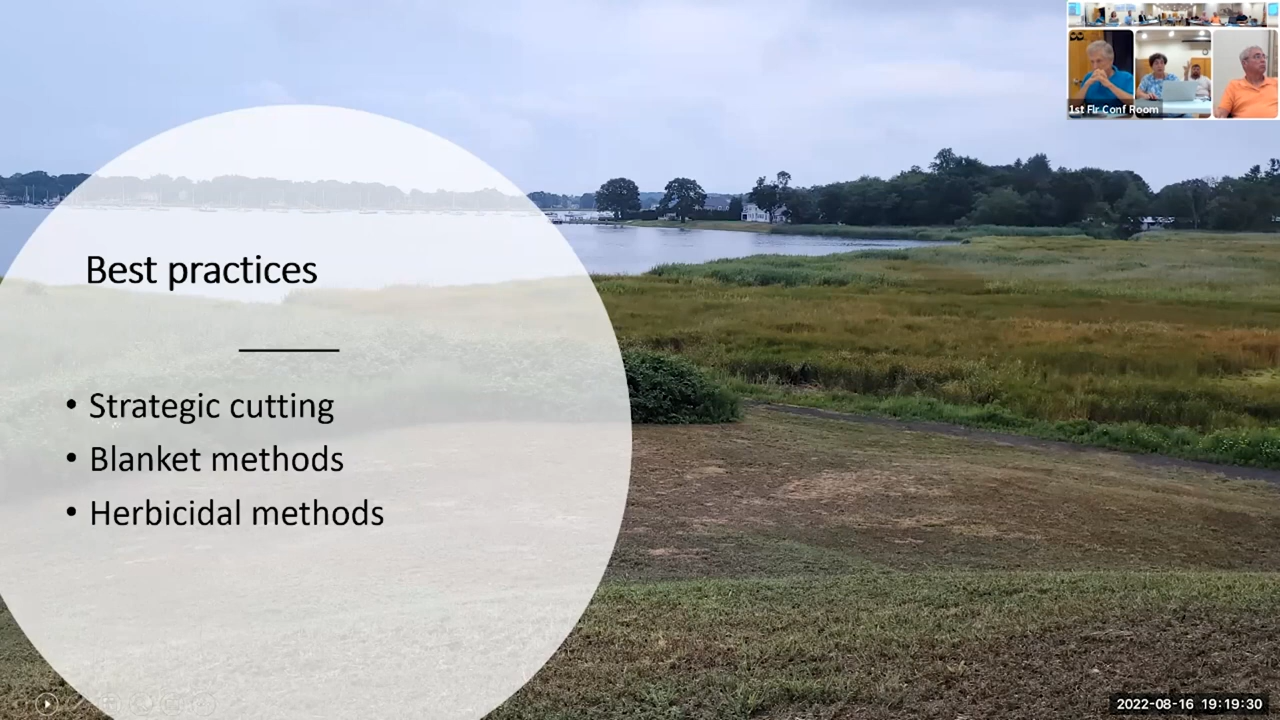 1st Flr Conf Room
Best practices
• Strategic cutting
• Blanket methods
• Herbicidal methods
2022-08-16 19:19:30